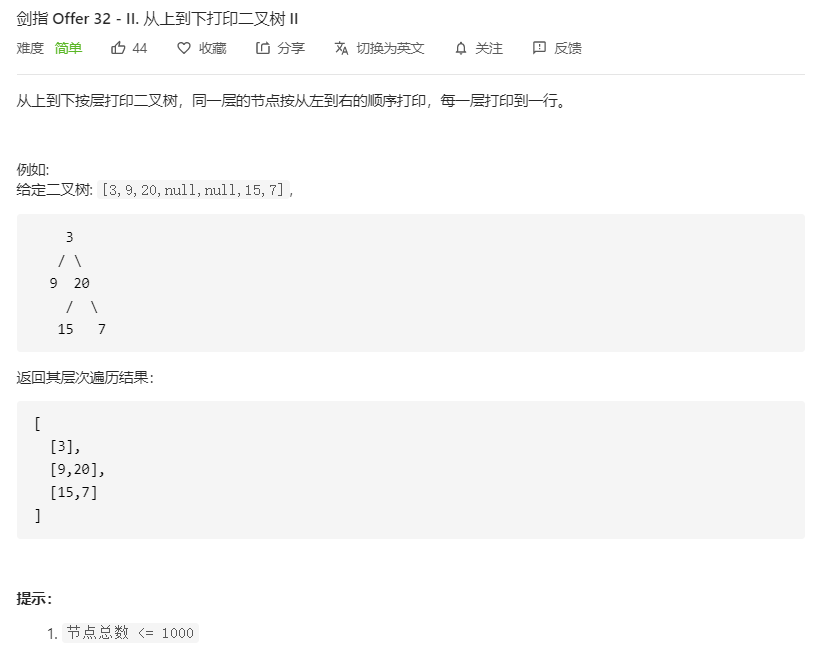 剑指 Offer 32 - II. 从上到下打印二叉树 II
难度 简单 44 收藏 分享 切换为英文 关注 反馈
从上到下按层打印二叉树，同一层的节点按从左到右的顺序打印，每一层打印到一行。
例如:
给定二叉树: [3,9,20,null,null,15,7],
3
/ \
9 20
/ \
15 7
返回其层次遍历结果：
[
[3],
[9,20],
[15,7]
]
提示：
1. 节点总数 <= 1000